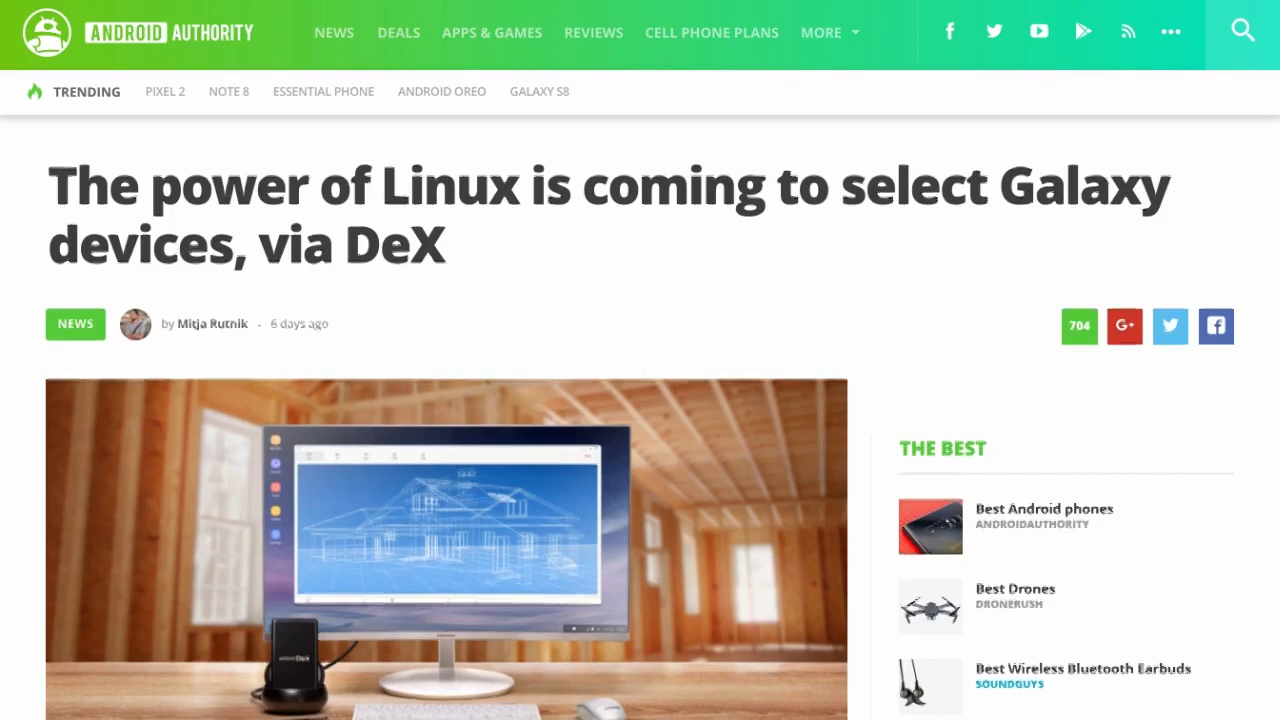 ANDROID AUTHORITY
NEWS DEALS APPS & GAMES REVIEWS CELL PHONE PLANS MORE
TRENDING PIXEL 2 NOTE 8 ESSENTIAL PHONE ANDROID OREO GALAXY S8
The power of Linux is coming to select Galaxy
devices, via DeX
NEWS by Mitja Rutnik - 6 days ago
704
G+
THE BEST
Best Android phones
ANDROIDAUTHORITY
Best Drones
DRONERUSH
Best Wireless Bluetooth Earbuds
SOUNDGUYS
SAMSUNG